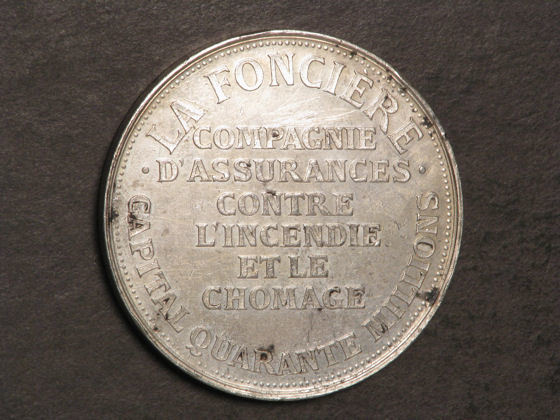 LA FONCIÈRE
COMPAGNIE
· D'ASSURANCES ·
CONTRE
L'INCENDIE
ET LE
CHOMAGE
CAPITAL QUARANTE MILLIONS